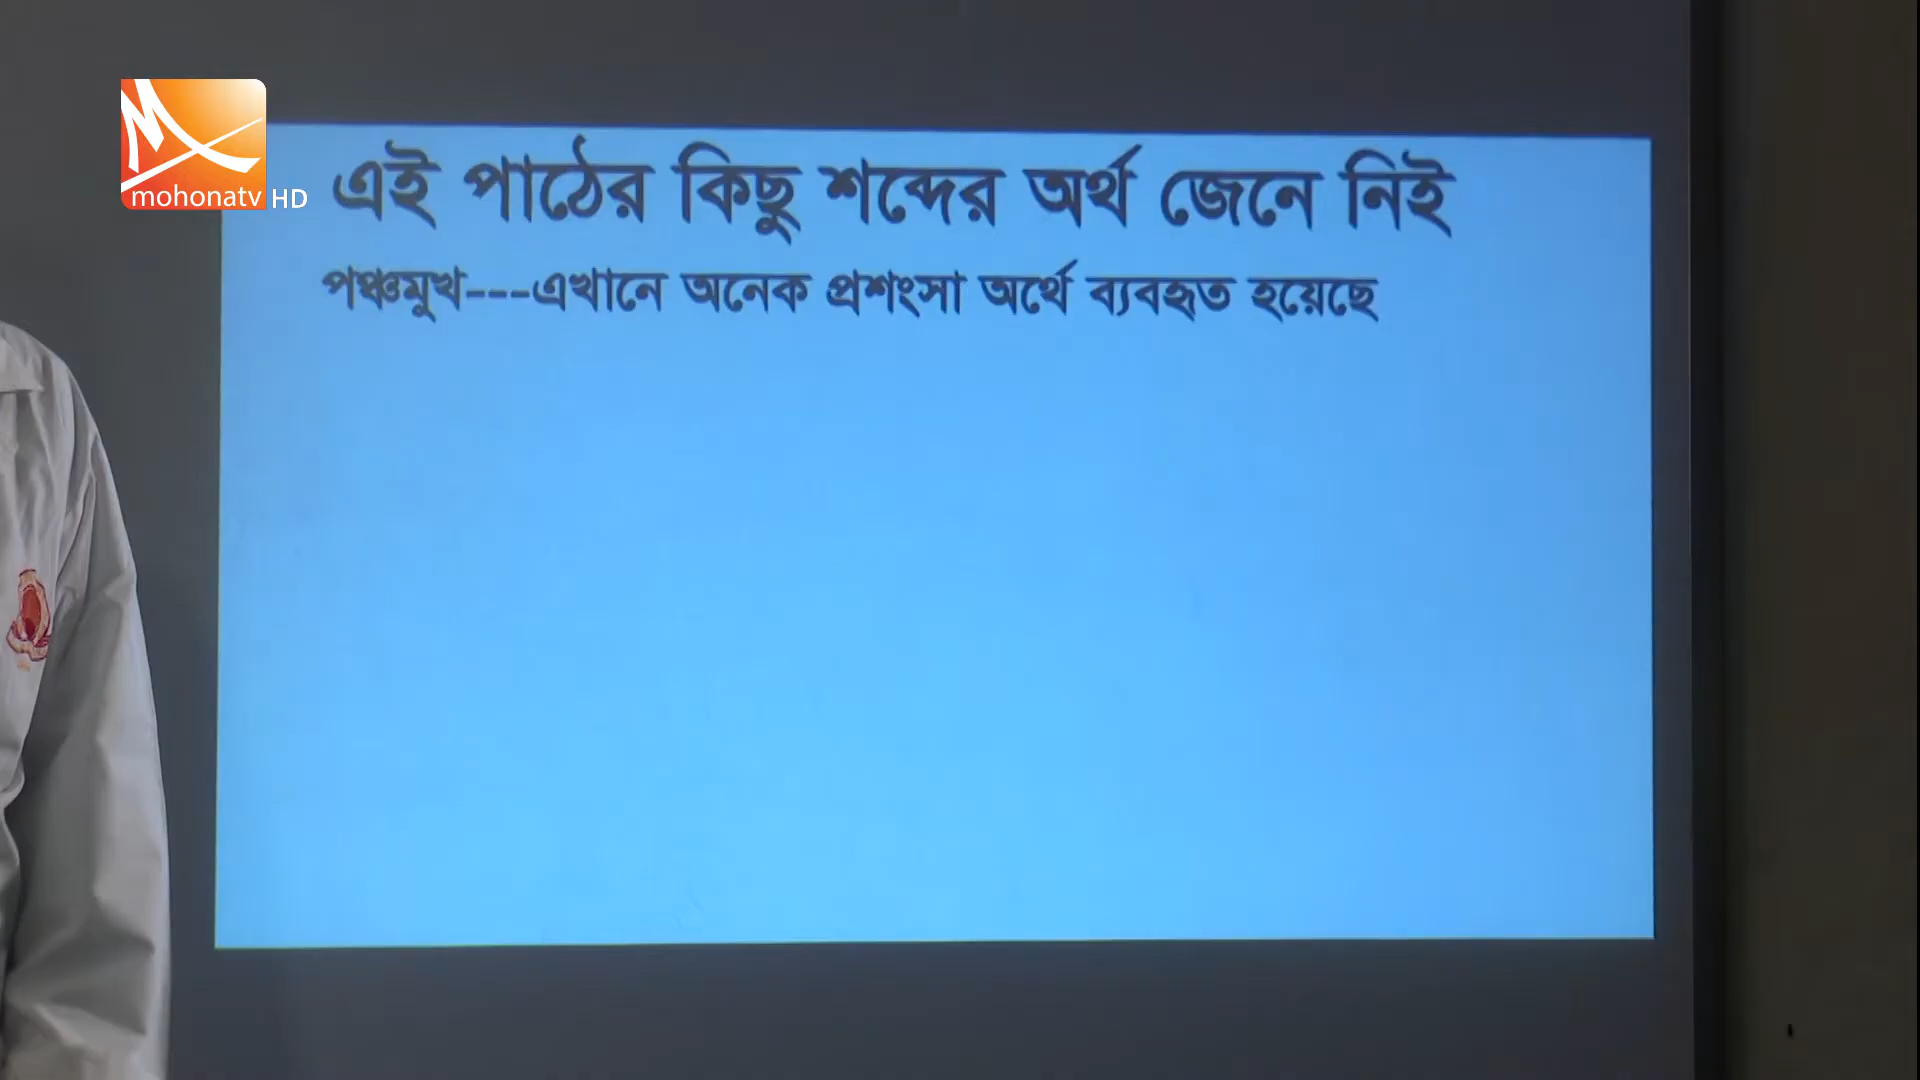 mohonatv HD
এই পাঠের কিছু শব্দের অর্থ জেনে নিই
পঞ্চমুখ---এখানে অনেক প্রশংসা অর্থে ব্যবহৃত হয়েছে